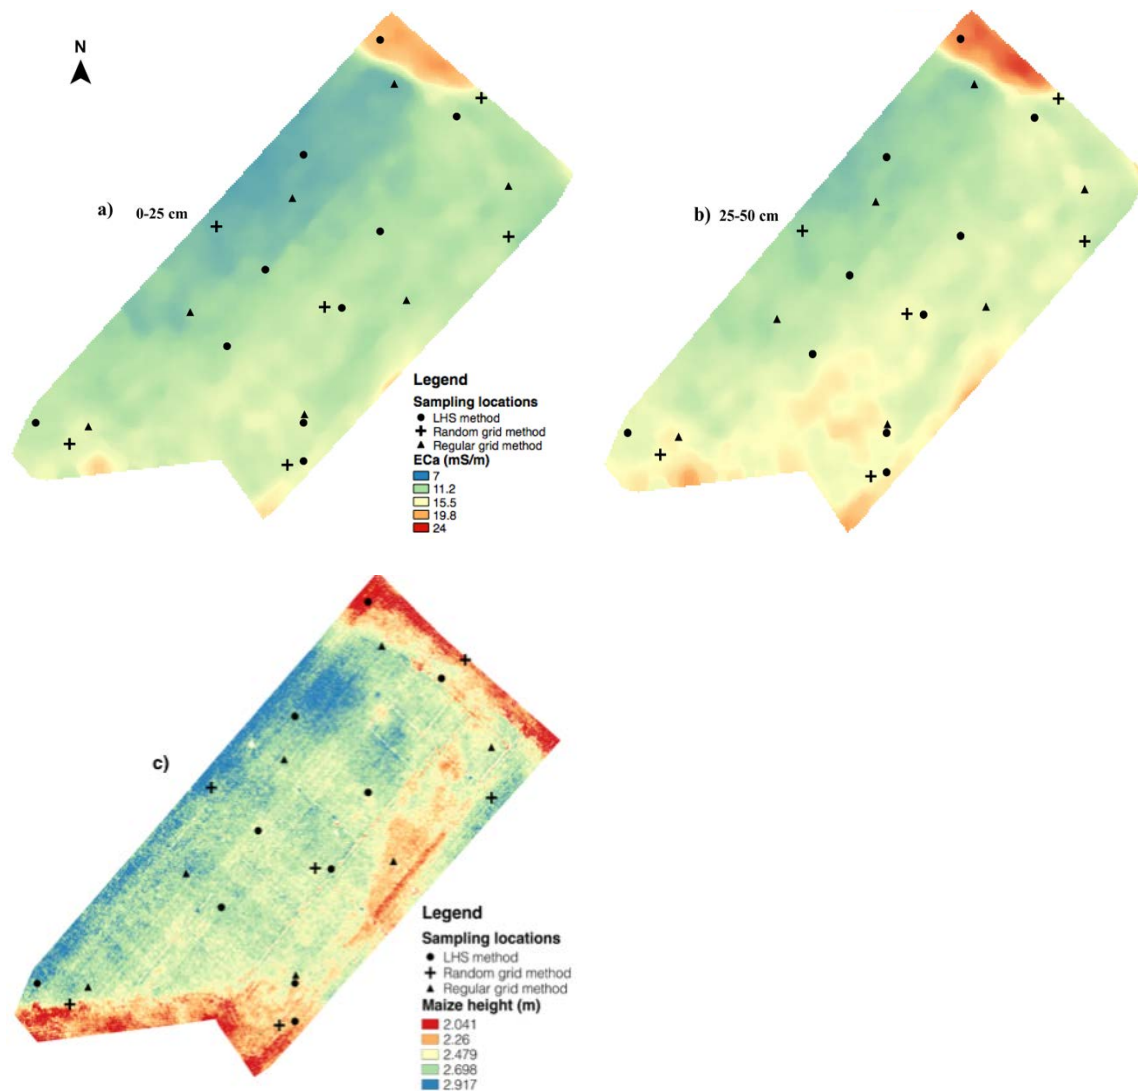 N
a) 0-25 cm
b) 25-50 cm
Legend
Sampling locations
LHS method
Random grid method
Regular grid method
ECa (mS/m)
7
11.2
15.5
19.8
24
c)
Legend
Sampling locations
LHS method
Random grid method
Regular grid method
Maize height (m)
2.041
2.26
2.479
2.698
2.917